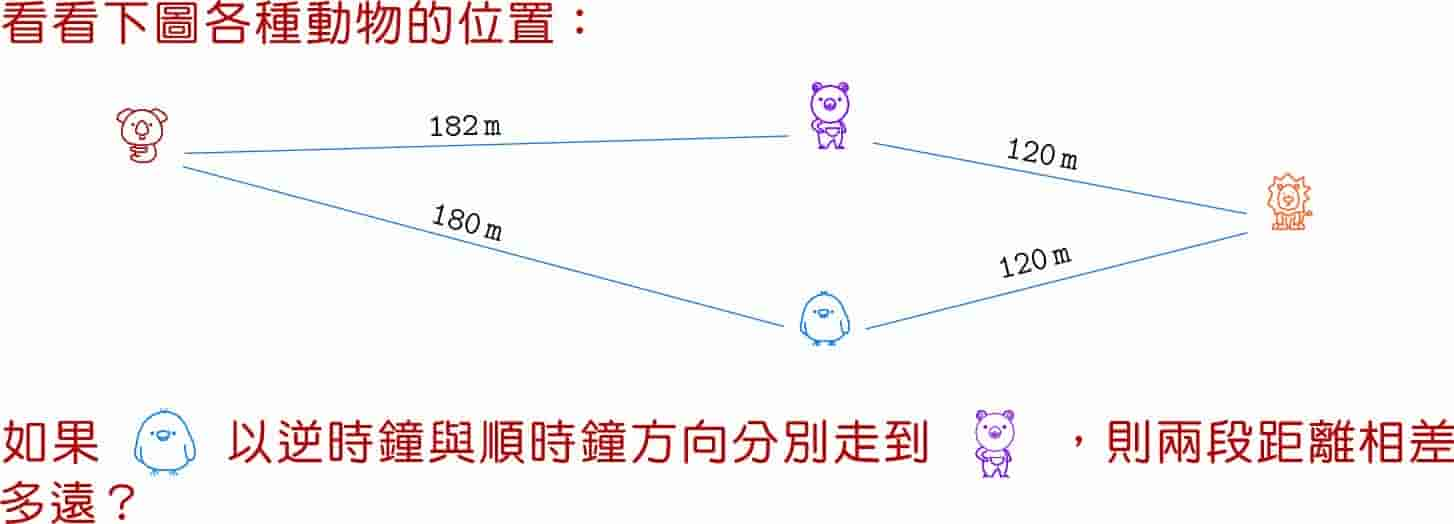 看看下圖各種動物的位置：
182 m
120 m
180 m
120 m
如果 以逆時鐘與順時鐘方向分別走到 ，則兩段距離相差
多遠？